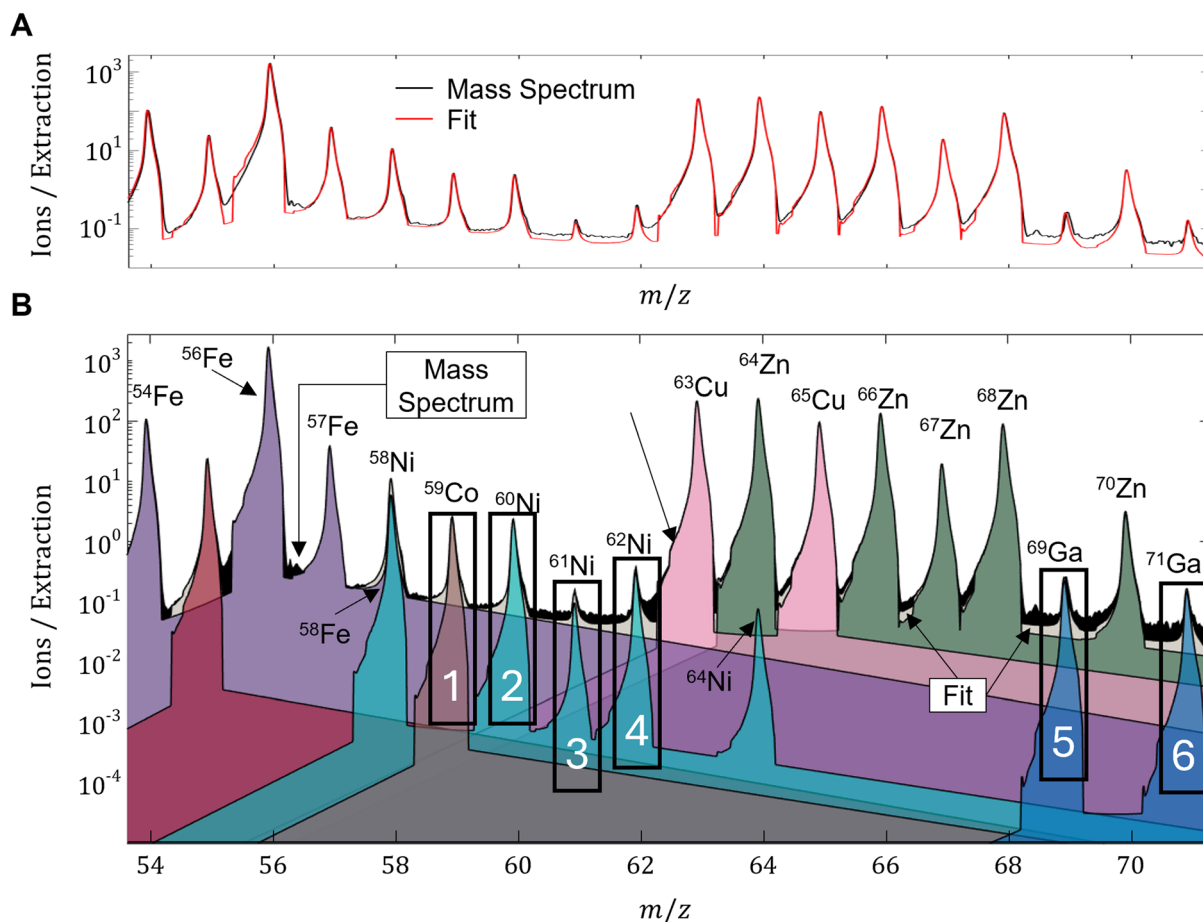 A
Ions / Extraction
10³
10¹
10⁻¹
Mass Spectrum
Fit
m/z
B
Ions / Extraction
10³
10²
10¹
10⁰
10⁻¹
10⁻²
10⁻³
10⁻⁴
⁵⁴Fe
⁵⁶Fe
Mass
Spectrum
⁵⁷Fe
⁵⁸Ni
⁵⁸Fe
⁵⁹Co
⁶⁰Ni
⁶¹Ni
⁶²Ni
⁶³Cu
⁶⁴Zn
⁶⁴Ni
⁶⁵Cu
⁶⁶Zn
⁶⁷Zn
⁶⁸Zn
Fit
⁶⁹Ga
⁷⁰Zn
⁷¹Ga
1
2
3
4
5
6
54 56 58 60 62 64 66 68 70
m/z